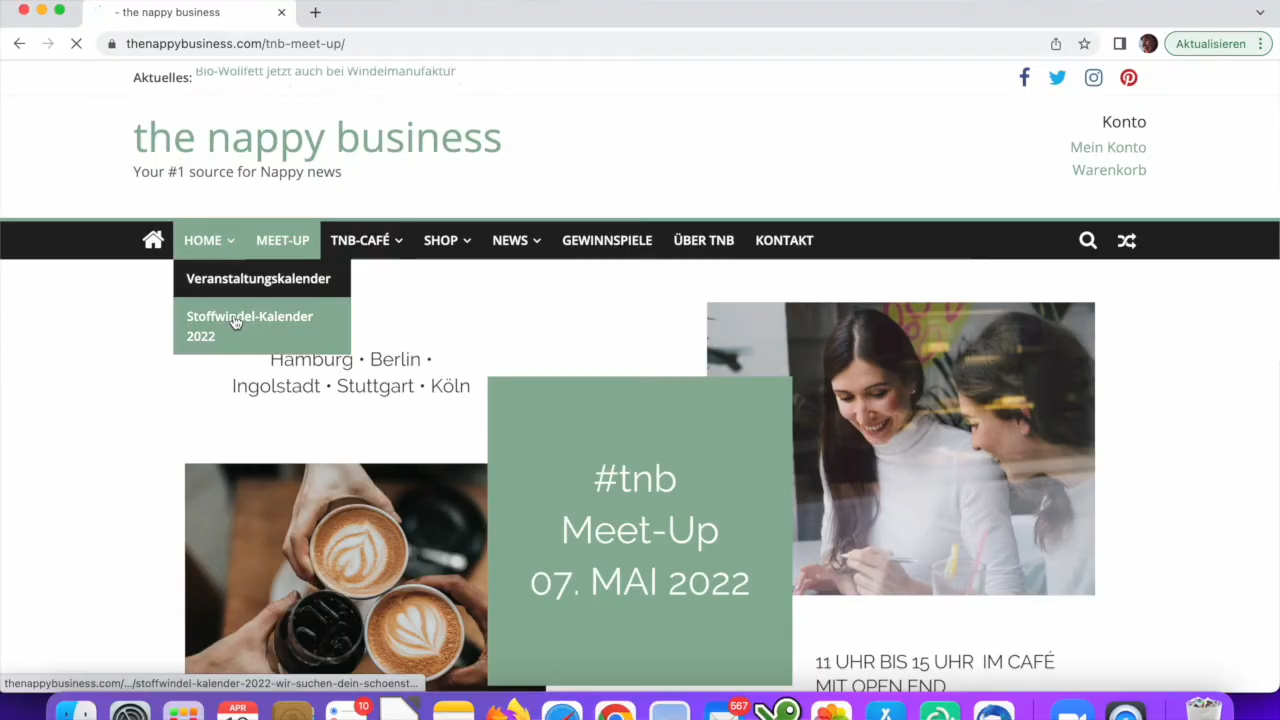 - the nappy business
thenappybusiness.com/tnb-meet-up/
Aktualisieren
Aktuelles: Bio-Wollfett jetzt auch bei Windelmanufaktur
the nappy business
Your #1 source for Nappy news
Konto
Mein Konto
Warenkorb
HOME MEET-UP TNB-CAFÉ SHOP NEWS GEWINNSPIELE ÜBER TNB KONTAKT
Veranstaltungskalender
Stoffwindel-Kalender
2022
Hamburg • Berlin •
Ingolstadt • Stuttgart • Köln
#tnb
Meet-Up
07. MAI 2022
11 UHR BIS 15 UHR IM CAFÉ
MIT OPEN END
thenappybusiness.com/.../stoffwindel-kalender-2022-wir-suchen-dein-schoenst...
APR
10
567